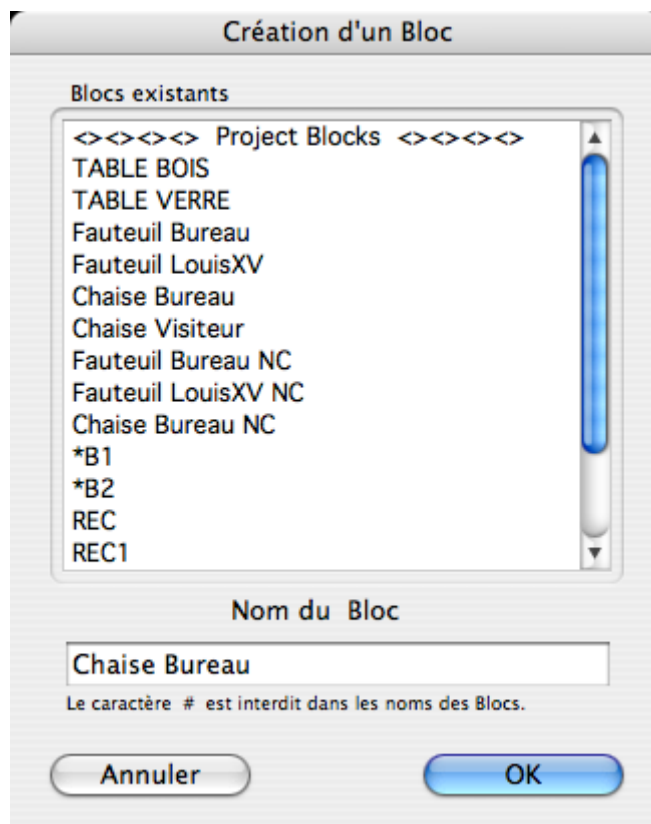 Création d'un Bloc
Blocs existants
<><><><> Project Blocks <><><><>
TABLE BOIS
TABLE VERRE
Fauteuil Bureau
Fauteuil LouisXV
Chaise Bureau
Chaise Visiteur
Fauteuil Bureau NC
Fauteuil LouisXV NC
Chaise Bureau NC
*B1
*B2
REC
REC1
Nom du Bloc
Chaise Bureau
Le caractère # est interdit dans les noms des Blocs.
Annuler OK